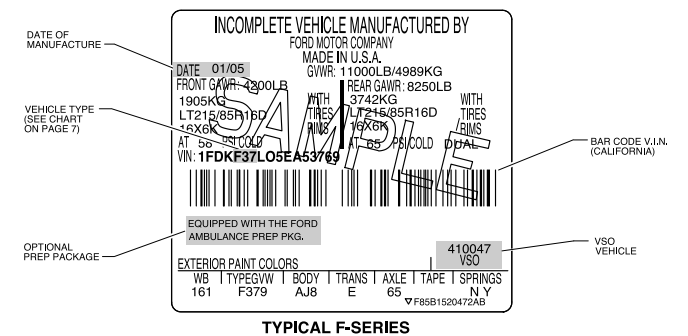 INCOMPLETE VEHICLE MANUFACTURED BY
FORD MOTOR COMPANY
MADE IN U.S.A.
DATE 01/05
GVWR: 11000LB/4989KG
FRONT GAWR: 4200LB
REAR GAWR: 8250LB
1905KG WITH 3742KG WITH
LT215/85R16D TIRES LT215/85R16D TIRES
16X6K RIMS 16X6K RIMS
AT 58 PSI COLD AT 65 PSI COLD DUAL
VIN: 1FDKF37LO5EA53769
SAMPLE
EQUIPPED WITH THE FORD
AMBULANCE PREP PKG.
410047
VSO
EXTERIOR PAINT COLORS
WB TYPEGVW BODY TRANS AXLE TAPE SPRINGS
161 F379 AJ8 E 65 N Y
F85B1520472AB
DATE OF
MANUFACTURE
VEHICLE TYPE
(SEE CHART
ON PAGE 7)
OPTIONAL
PREP PACKAGE
BAR CODE V.I.N.
(CALIFORNIA)
VSO
VEHICLE
TYPICAL F-SERIES